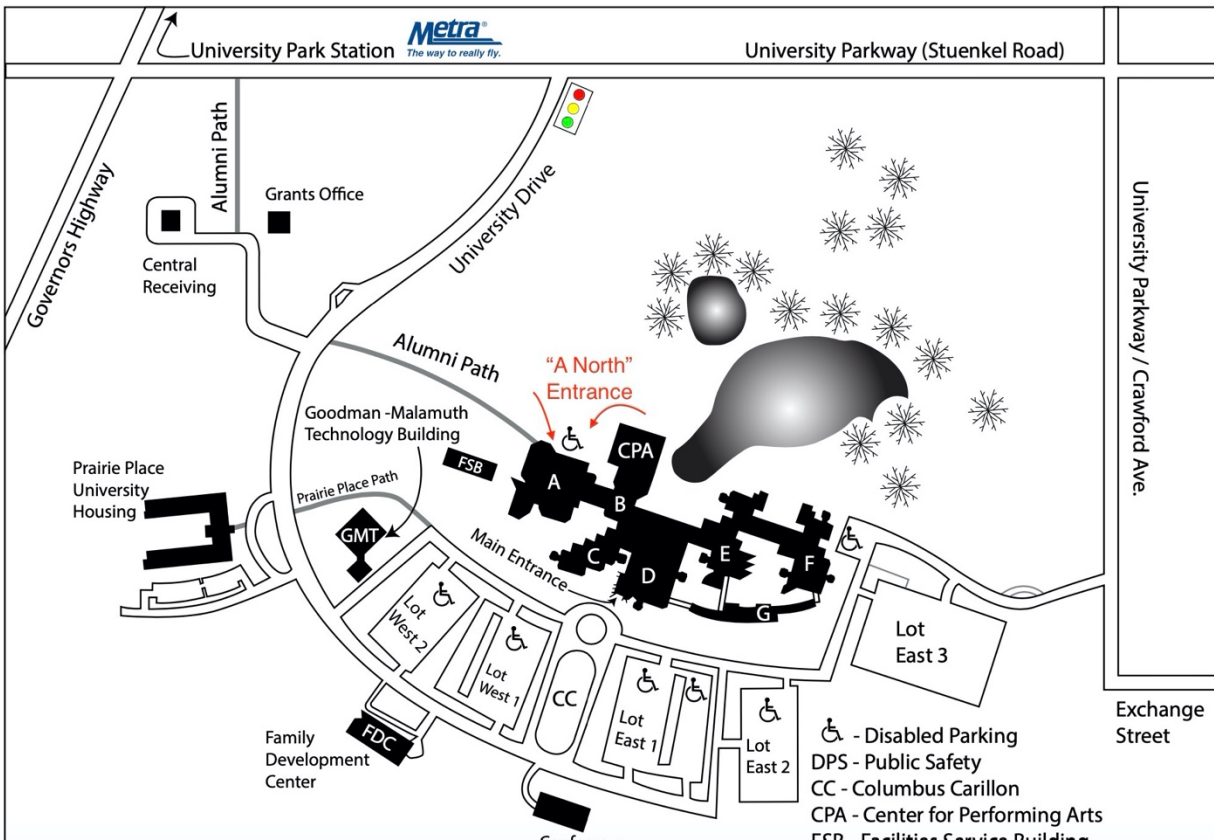 University Park Station
Metra®
The way to really fly.
University Parkway (Stuenkel Road)
Governors Highway
Alumni Path
Grants Office
Central
Receiving
University Drive
University Parkway / Crawford Ave.
Alumni Path
"A North"
Entrance
Goodman -Malamuth
Technology Building
Prairie Place
University
Housing
Prairie Place Path
FSB
A
CPA
B
GMT
Main Entrance
C
D
E
F
G
Lot
West 2
Lot
West 1
CC
Lot
East 1
Lot
East 2
Lot
East 3
Exchange
Street
Family
Development
Center
FDC
- Disabled Parking
DPS - Public Safety
CC - Columbus Carillon
CPA - Center for Performing Arts
FSB - Facilities Service Building